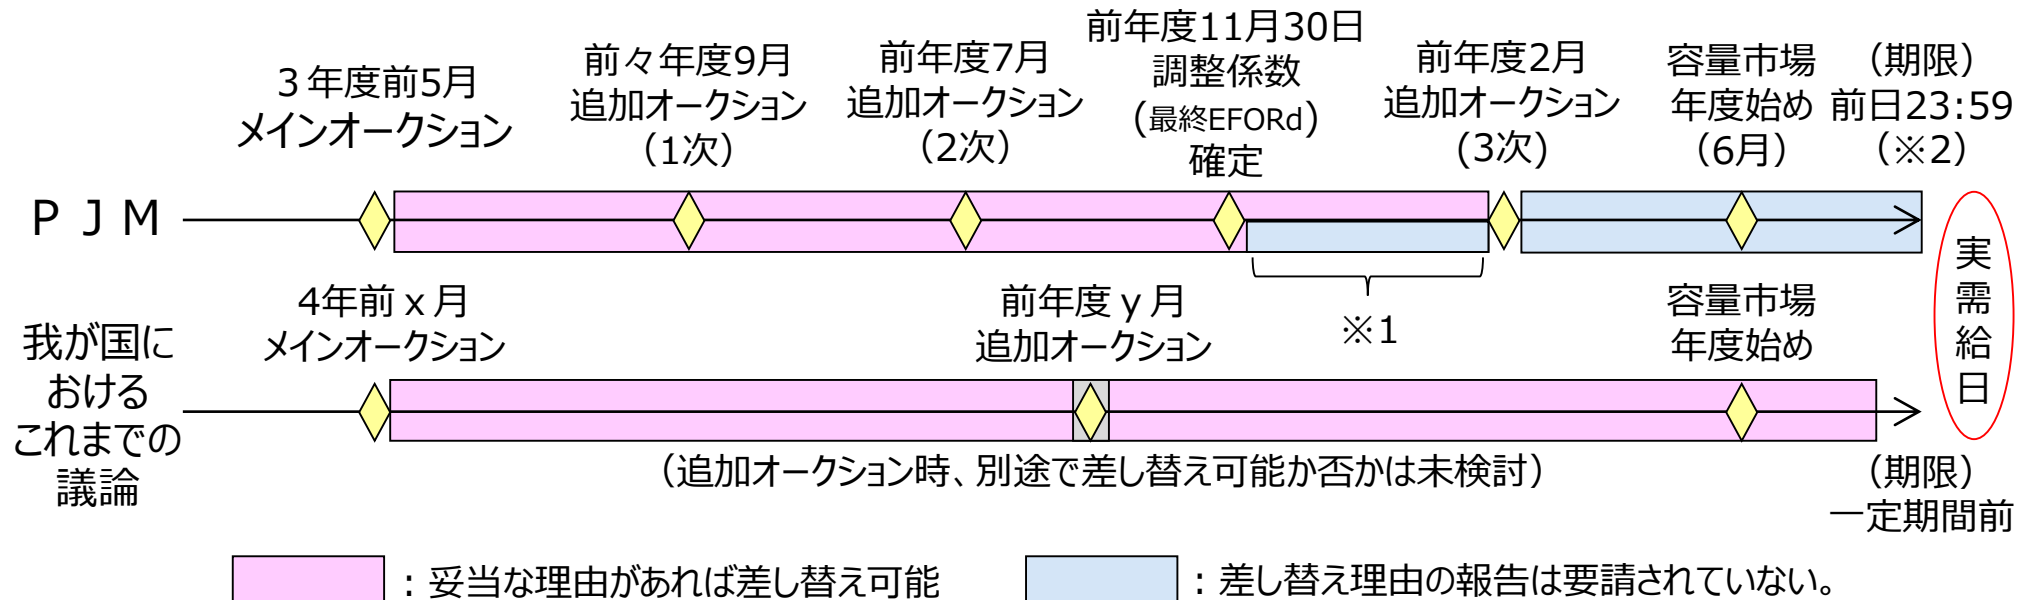 3年度前5月
メインオークション
前々年度9月
追加オークション
(1次)
前年度7月
追加オークション
(2次)
前年度11月30日
調整係数
(最終EFORd)
確定
前年度2月
追加オークション
(3次)
容量市場
年度始め
(6月)
(期限)
前日23:59
(※2)
PJM
実需給日
※1
我が国に
おける
これまでの
議論
4年前x月
メインオークション
前年度y月
追加オークション
容量市場
年度始め
(追加オークション時、別途で差し替え可能か否かは未検討)
(期限)
一定期間前
:妥当な理由があれば差し替え可能
:差し替え理由の報告は要請されていない。